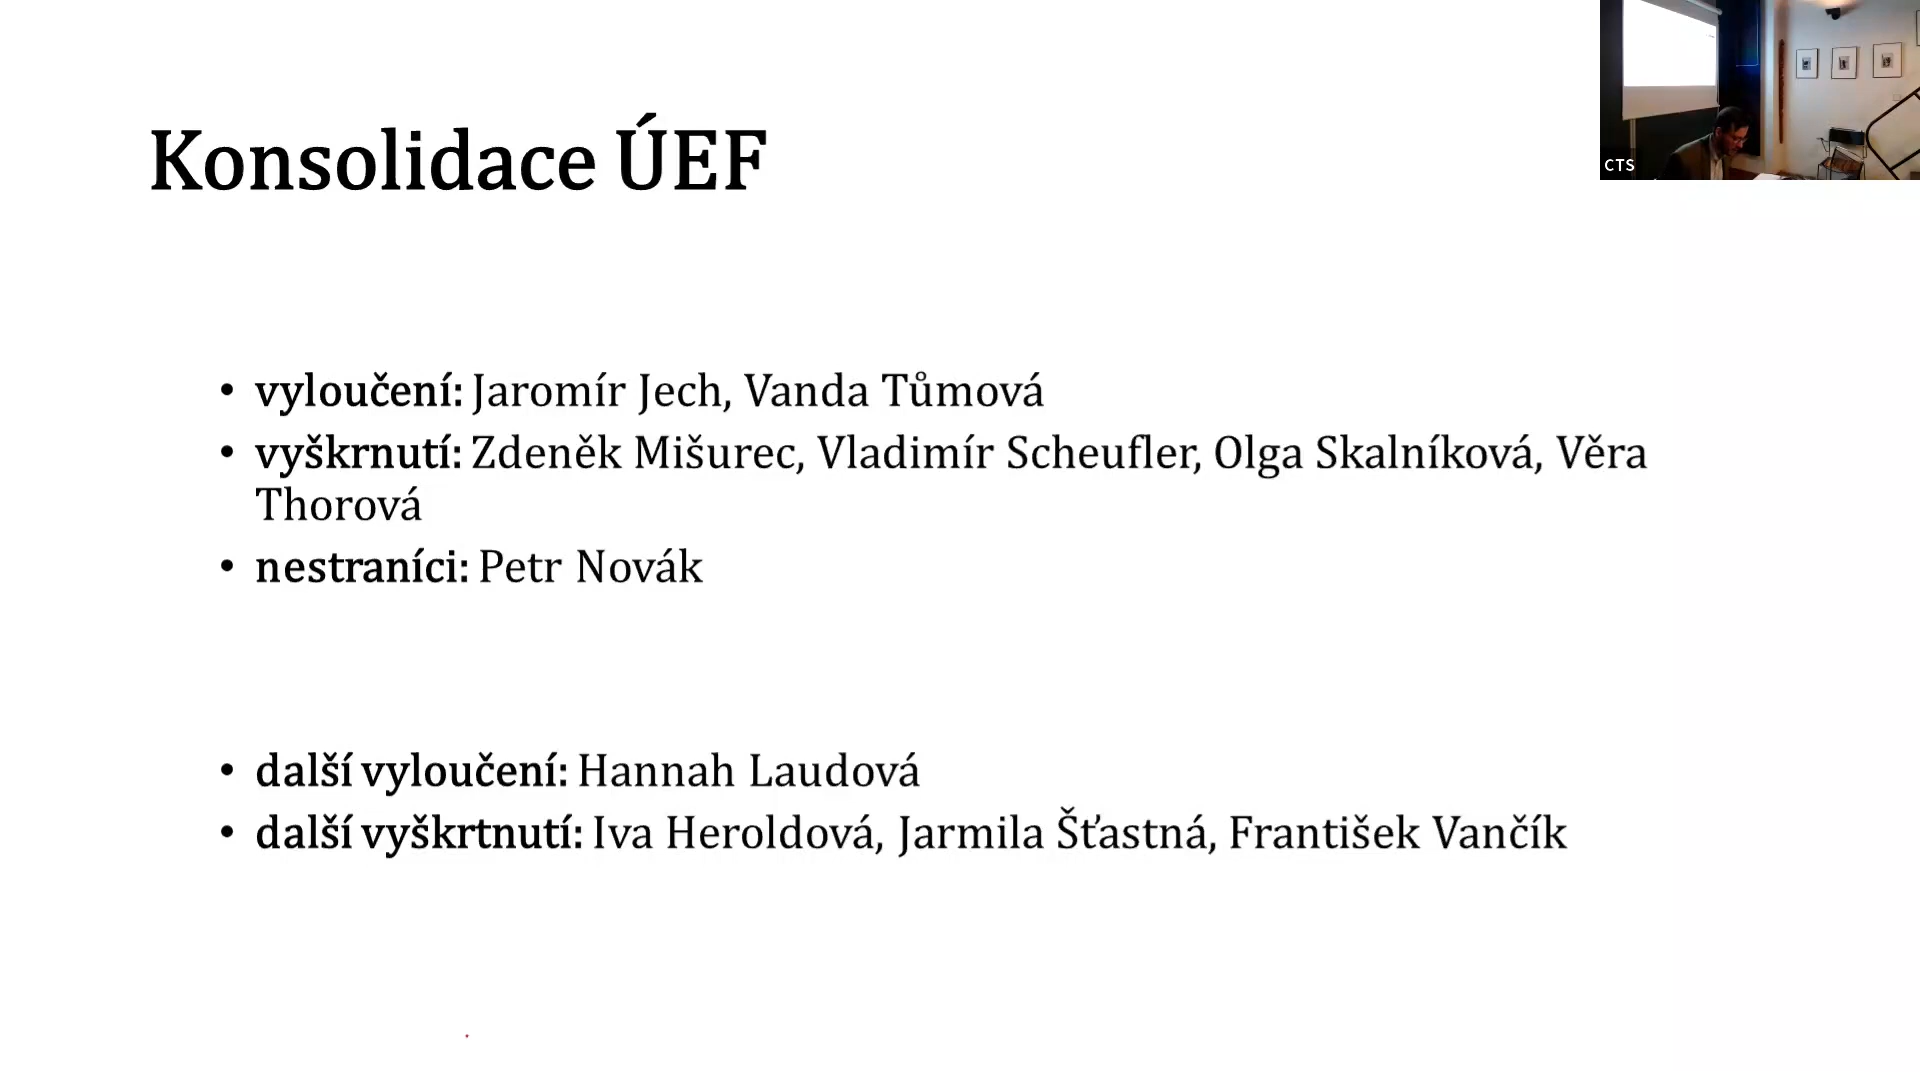 Konsolidace ÚEF
CTS
• vyloučení: Jaromír Jech, Vanda Tůmová
• vyškrnutí: Zdeněk Mišurec, Vladimír Scheufler, Olga Skalníková, Věra
Thorová
• nestraníci: Petr Novák
• další vyloučení: Hannah Laudová
• další vyškrtnutí: Iva Heroldová, Jarmila Šťastná, František Vančík